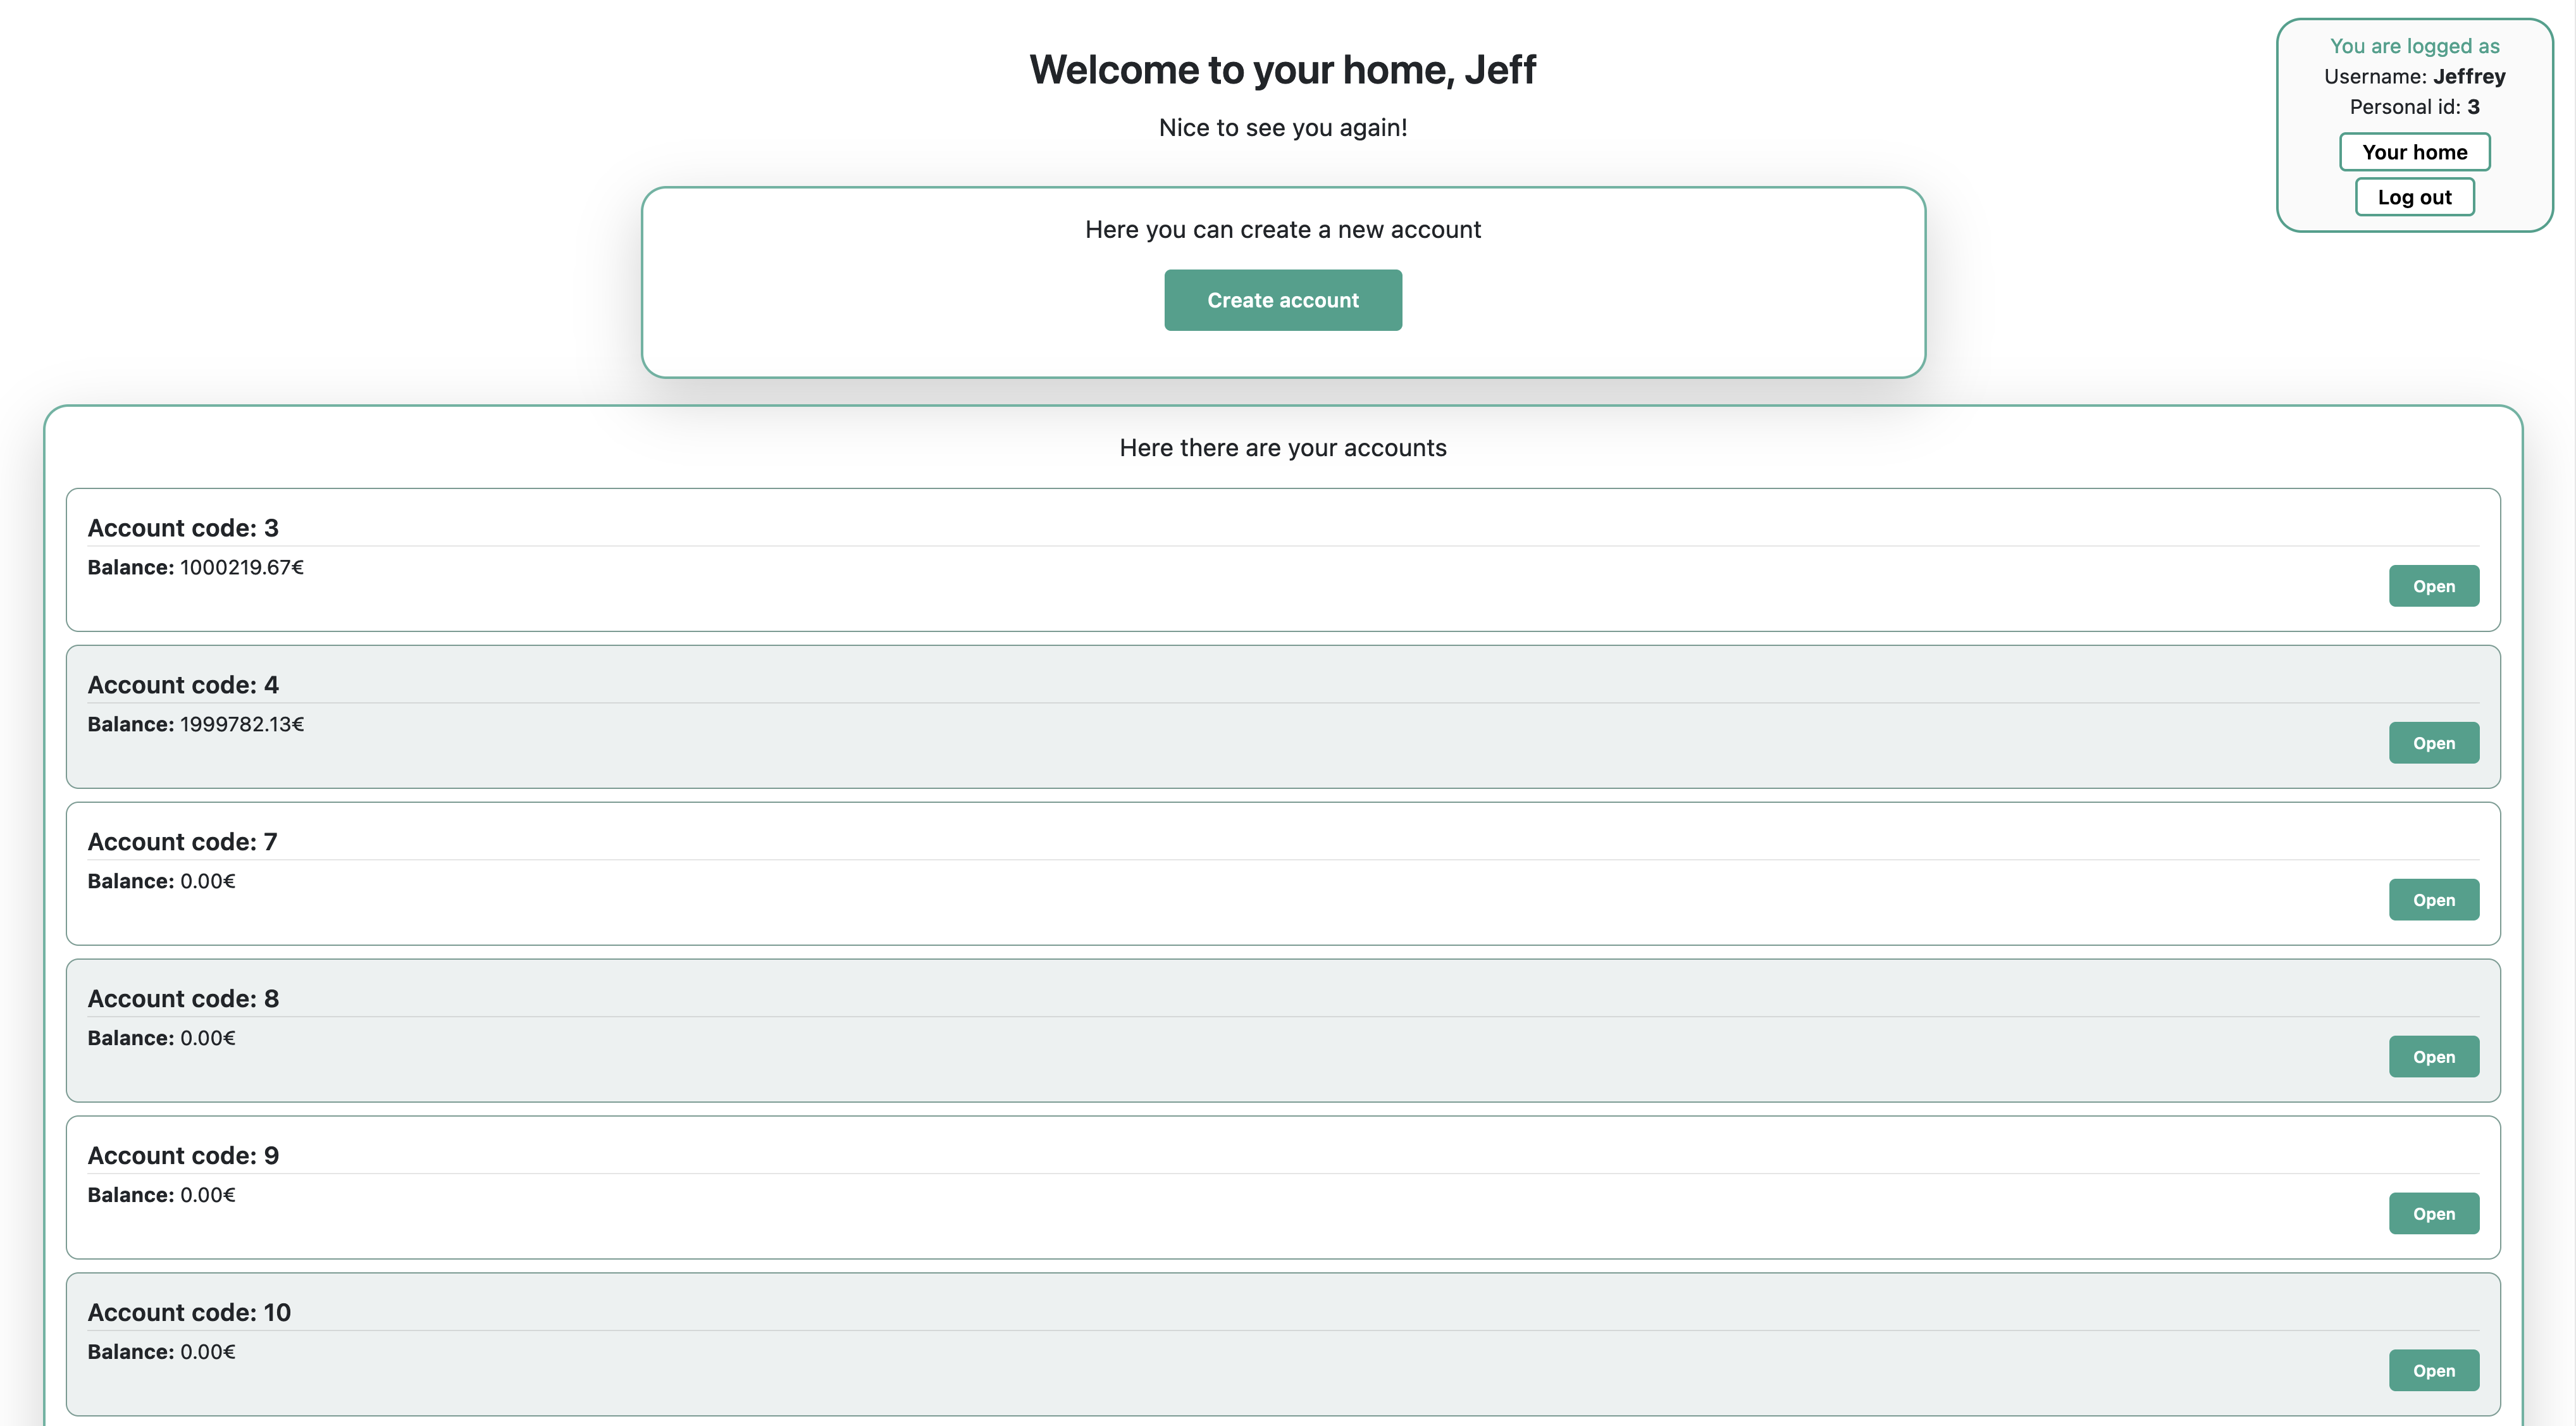 Welcome to your home, Jeff
Nice to see you again!
You are logged as
Username: Jeffrey
Personal id: 3
Your home
Log out
Here you can create a new account
Create account
Here there are your accounts
Account code: 3
Balance: 1000219.67€
Open
Account code: 4
Balance: 1999782.13€
Open
Account code: 7
Balance: 0.00€
Open
Account code: 8
Balance: 0.00€
Open
Account code: 9
Balance: 0.00€
Open
Account code: 10
Balance: 0.00€
Open